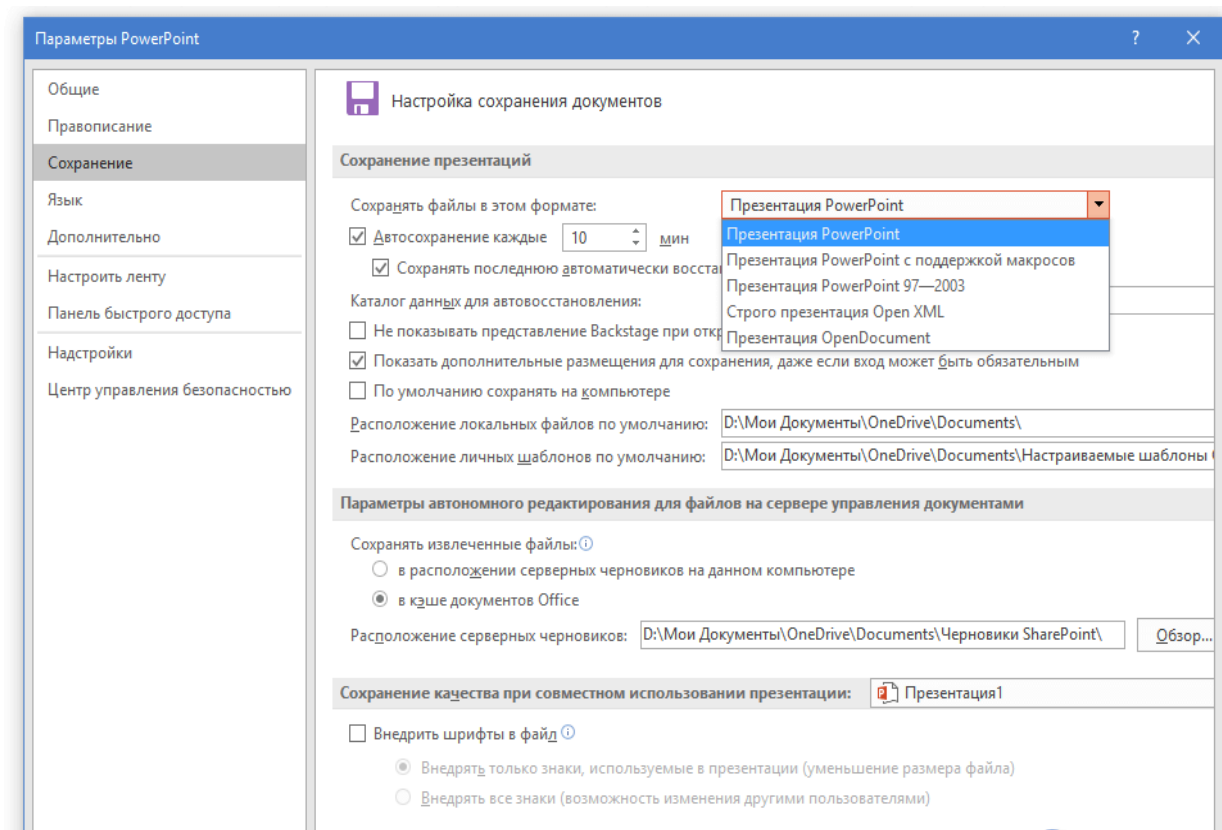 Параметры PowerPoint
Общие
Правописание
Сохранение
Язык
Дополнительно
Настроить ленту
Панель быстрого доступа
Надстройки
Центр управления безопасностью
Настройка сохранения документов
Сохранение презентаций
Сохранять файлы в этом формате: Презентация PowerPoint
Презентация PowerPoint
Презентация PowerPoint с поддержкой макросов
Презентация PowerPoint 97—2003
Строго презентация Open XML
Презентация OpenDocument
Автосохранение каждые 10 мин
Сохранять последнюю автоматически
Каталог данных для автовосстановления:
Не показывать представление Backstage при
Показать дополнительные размещения для сохранения, даже если вход может быть обязательным
По умолчанию сохранять на компьютере
Расположение локальных файлов по умолчанию: D:\Мои Документы\OneDrive\Documents\
Расположение личных шаблонов по умолчанию: D:\Мои Документы\OneDrive\Documents\Настраиваемые шаблоны
Параметры автономного редактирования для файлов на сервере управления документами
Сохранять извлеченные файлы:
в расположении серверных черновиков на данном компьютере
в кэше документов Office
Расположение серверных черновиков: D:\Мои Документы\OneDrive\Documents\Черновики SharePoint\ Обзор...
Сохранение качества при совместном использовании презентации: Презентация1
Внедрить шрифты в файл
Внедрять только знаки, используемые в презентации (уменьшение размера файла)
Внедрять все знаки (возможность изменения другими пользователями)